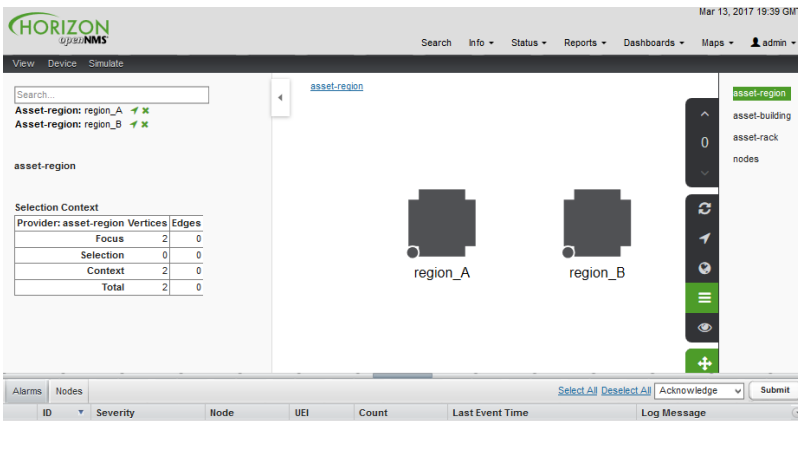 Mar 13, 2017 19:39 GMT
HORIZON
openNMS
Search Info Status Reports Dashboards Maps admin
View Device Simulate
Search...
Asset-region: region_A
Asset-region: region_B
asset-region
Selection Context
Provider: asset-region Vertices Edges
Focus 2 0
Selection 0 0
Context 2 0
Total 2 0
asset-region
region_A region_B
0
asset-region
asset-building
asset-rack
nodes
Alarms Nodes Select All Deselect All Acknowledge Submit
ID Severity Node UEI Count Last Event Time Log Message